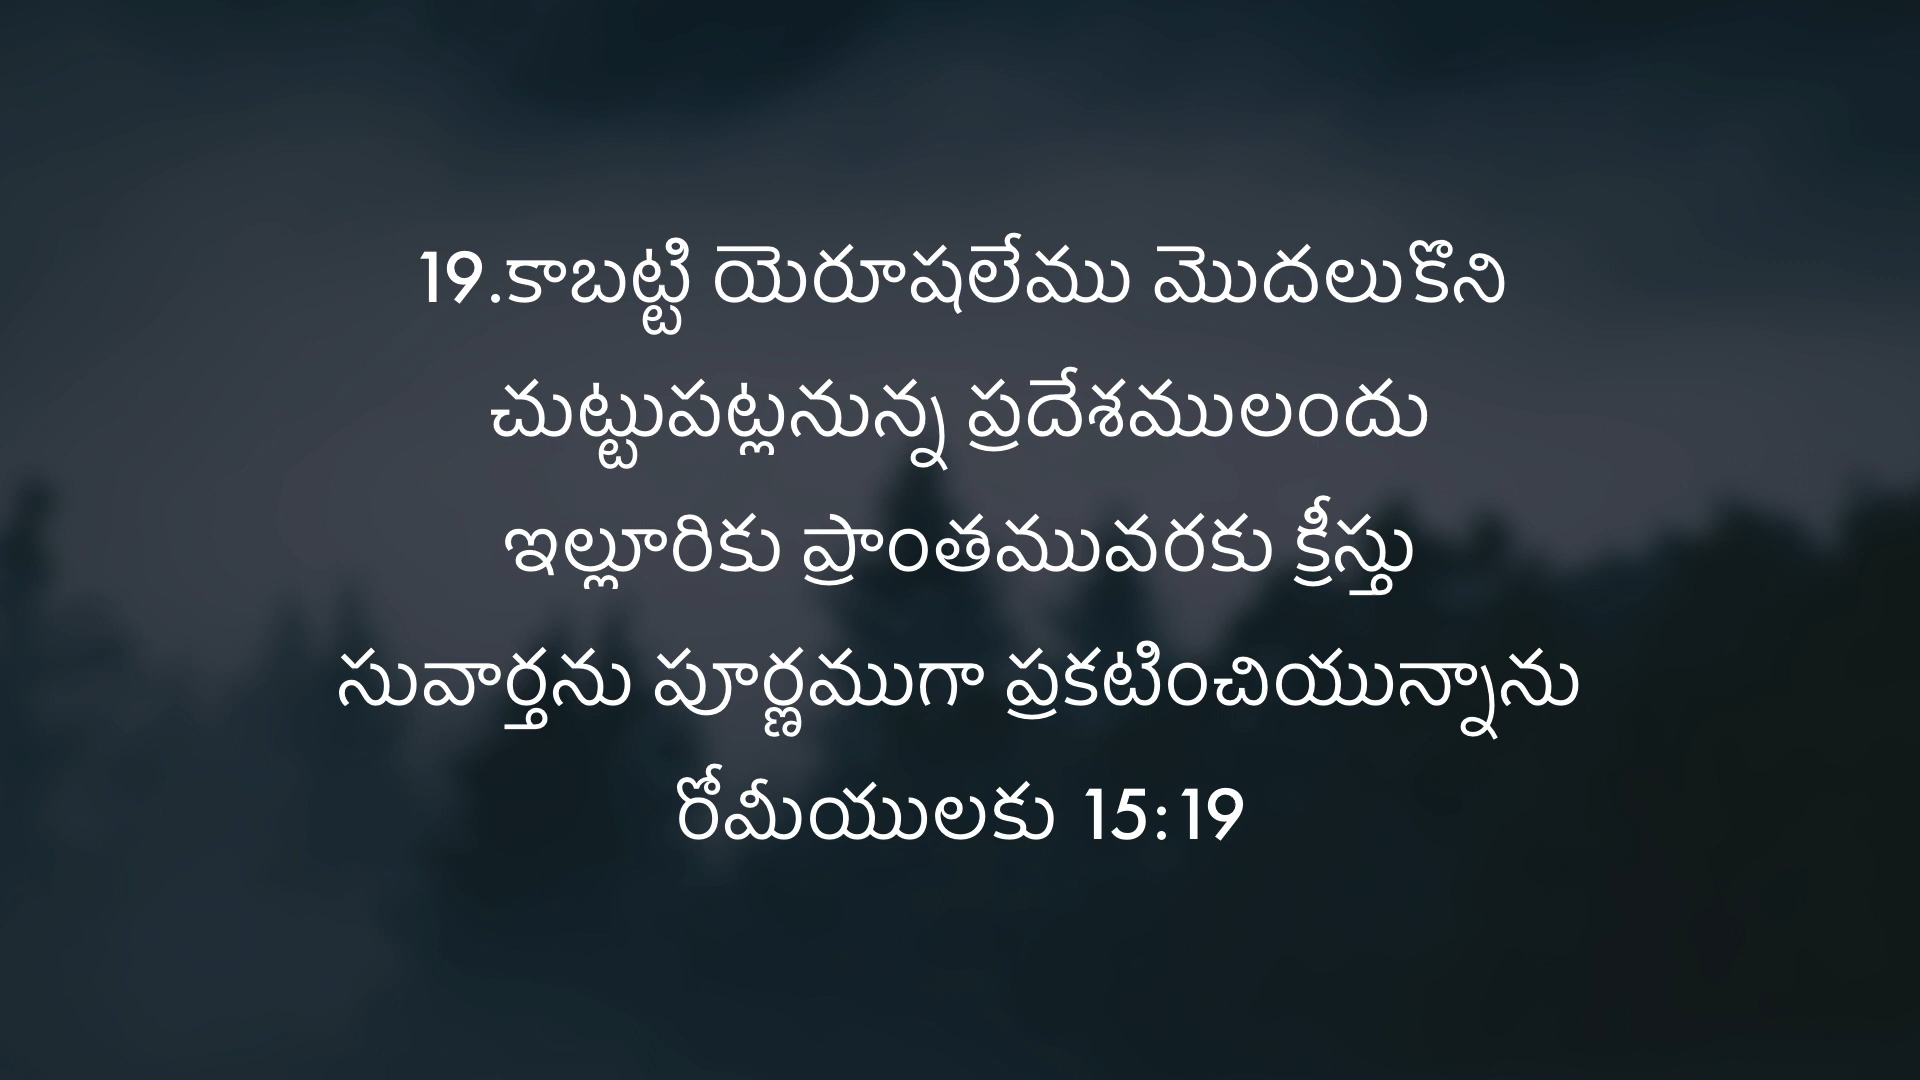 19.కాబట్టి యెరూషలేము మొదలుకొని
చుట్టుపట్లనున్న ప్రదేశములందు
ఇల్లూరికు ప్రాంతమువరకు క్రీస్తు
సువార్తను పూర్ణముగా ప్రకటించియున్నాను
రోమీయులకు 15:19